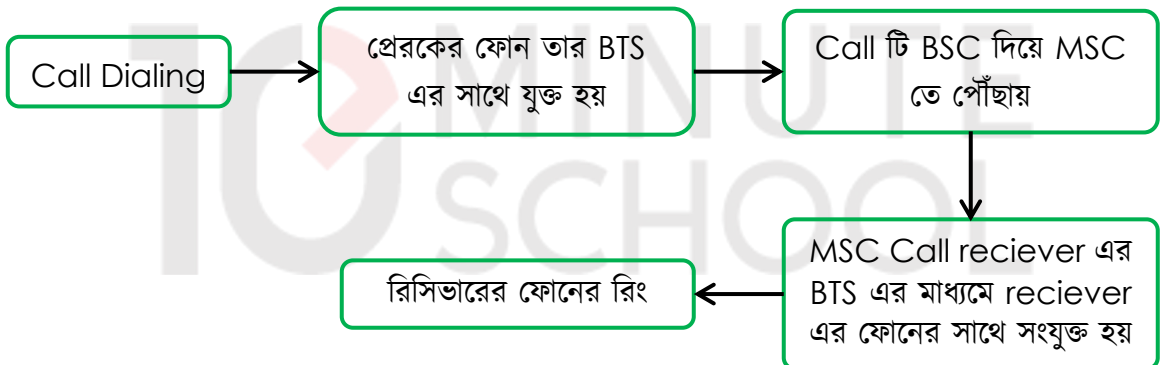 Call Dialing
প্রেরকের ফোন তার BTS
এর সাথে যুক্ত হয়
Call টি BSC দিয়ে MSC
তে পৌঁছায়
MSC Call reciever এর
BTS এর মাধ্যমে reciever
এর ফোনের সাথে সংযুক্ত হয়
রিসিভারের ফোনের রিং
10 MINUTE
SCHOOL